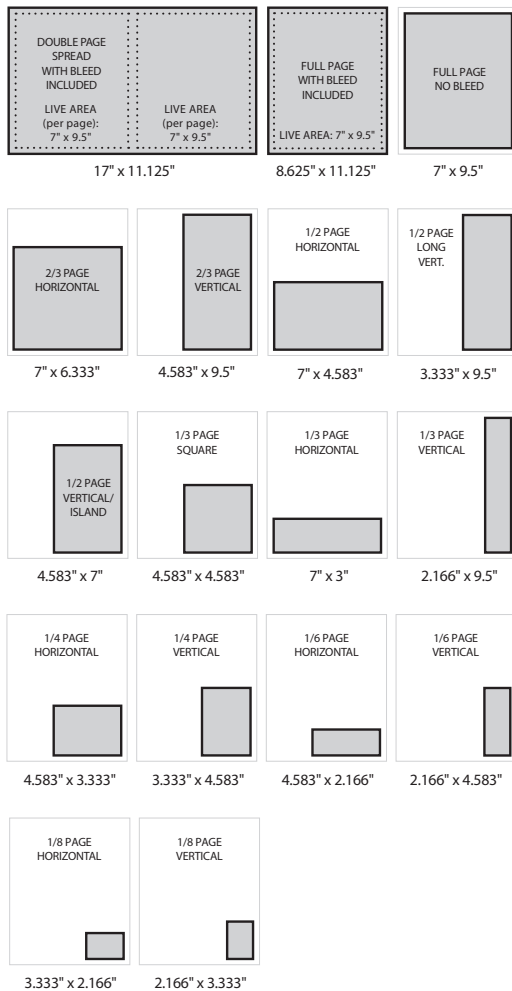 DOUBLE PAGE
SPREAD
WITH BLEED
INCLUDED
LIVE AREA
(per page):
7" x 9.5"
LIVE AREA
(per page):
7" x 9.5"
17" x 11.125"
FULL PAGE
WITH BLEED
INCLUDED
LIVE AREA: 7" x 9.5"
8.625" x 11.125"
FULL PAGE
NO BLEED
7" x 9.5"
2/3 PAGE
HORIZONTAL
7" x 6.333"
2/3 PAGE
VERTICAL
4.583" x 9.5"
1/2 PAGE
HORIZONTAL
7" x 4.583"
1/2 PAGE
LONG
VERT.
3.333" x 9.5"
1/2 PAGE
VERTICAL/
ISLAND
4.583" x 7"
1/3 PAGE
SQUARE
4.583" x 4.583"
1/3 PAGE
HORIZONTAL
7" x 3"
1/3 PAGE
VERTICAL
2.166" x 9.5"
1/4 PAGE
HORIZONTAL
4.583" x 3.333"
1/4 PAGE
VERTICAL
3.333" x 4.583"
1/6 PAGE
HORIZONTAL
4.583" x 2.166"
1/6 PAGE
VERTICAL
2.166" x 4.583"
1/8 PAGE
HORIZONTAL
3.333" x 2.166"
1/8 PAGE
VERTICAL
2.166" x 3.333"